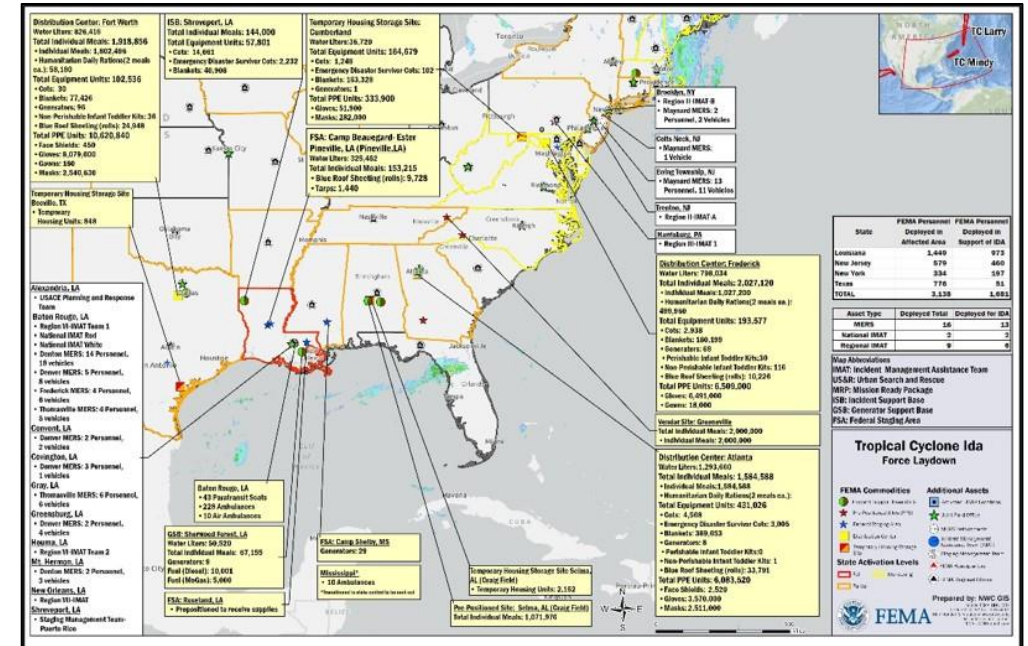 Distribution Center: Fort Worth
Water Liters: 826,416
Total Individual Meals: 1,918,856
• Individual Meals: 1,802,496
• Humanitarian Daily Rations(2 meals
ea.): 58,180
Total Equipment Units: 102,536
• Cots: 30
• Blankets: 77,426
• Generators: 96
• Non-Perishable Infant Toddler Kits: 36
• Blue Roof Sheeting (rolls): 24,948
Total PPE Units: 10,620,840
• Face Shields: 450
• Gloves: 8,079,600
• Gowns: 160
• Masks: 2,540,630
Temporary Housing Storage Site
Beeville, TX
• Temporary
Housing Units: 848
ISB: Shreveport, LA
Total Individual Meals: 144,000
Total Equipment Units: 57,801
• Cots: 14,661
• Emergency Disaster Survivor Cots: 2,232
• Blankets: 40,908
Temporary Housing Storage Site:
Cumberland
Water Liters:
Total Equipment Units: 164,679
• Cots: 1,248
• Emergency Disaster Survivor Cots: 102
• Blankets: 163,328
• Generators: 1
Total PPE Units: 333,900
• Gloves: 51,900
• Masks: 282,000
FSA: Camp Beauegard- Ester
Pineville, LA (Pineville,LA)
Water Liters: 325,452
Total Individual Meals: 153,215
• Blue Roof Sheeting (rolls): 9,728
• Tarps: 1,440
TC Larry
TC Mindy
Brooklyn, NY
• Region II-IMAT-B
• Maynard MERS: 2
Personnel, 2 Vehicles
Colts Neck, NJ
• Maynard MERS:
1 Vehicle
Ewing Township, NJ
• Maynard MERS: 13
Personnel, 11 Vehicles
Trenton, NJ
• Region II-IMAT-A
Harrisburg, PA
• Region III-IMAT 1
Distribution Center: Frederick
Water Liters: 798,034
Total Individual Meals: 2,027,120
• Individual Meals:
• Humanitarian Daily Rations(2 meals ea.):
499,960
Total Equipment Units: 193,577
• Cots: 2,938
• Blankets: 180,199
• Generators: 68
• Perishable Infant Toddler Kits:30
• Non Perishable Infant Toddler Kits: 116
• Blue Roof Sheeting (rolls): 10,226
Total PPE Units: 6,509,000
• Gloves: 6,491,000
• Gowns: 18,000
Vendor Site: Greenville
Total Individual Meals: 2,000,000
• Individual Meals: 2,000,000
Distribution Center: Atlanta
Water Liters:1,293,600
Total Individual Meals: 1,584,588
• Individual Meals:1,584,588
• Humanitarian Daily Rations(2 meals ea.):
Total Equipment Units: 431,026
• Cots: 4,568
• Emergency Disaster Survivor Cots: 3,005
• Blankets: 389,653
• Generators: 8
• Perishable Infant Toddler Kits:0
• Non Perishable Infant Toddler Kits: 1
• Blue Roof Sheeting (rolls): 33,791
Total PPE Units: 6,083,520
• Face Shields: 2,520
• Gloves: 3,570,000
• Masks: 2,511,000
Alexandria, LA
• USACE Planning and Response
Team
Baton Rouge, LA
• Region VI-IMAT Team 1
• National IMAT Red
• National IMAT White
• Denton MERS: 14 Personnel,
18 vehicles
• Denver MERS: 5 Personnel,
8 vehicles
• Frederick MERS: 4 Personnel,
6 vehicles
• Thomasville MERS: 4 Personnel,
5 vehicles
Convent, LA
• Denver MERS: 2 Personnel,
2 vehicles
Covington, LA
• Denver MERS: 3 Personnel,
1 vehicles
Gray, LA
• Thomasville MERS: 6 Personnel,
6 vehicles
Greensburg, LA
• Denver MERS: 2 Personnel,
4 vehicles
Houma, LA
• Region VI-IMAT Team 2
Mt. Hermon, LA
• Denton MERS: 2 Personnel,
3 vehicles
New Orleans, LA
• Region VI-IMAT
Shreveport, LA
• Staging Management Team-
Puerto Rico
Baton Rouge, LA
• 43 Paratransit Seats
• 228 Ambulances
• 10 Air Ambulances
GSB: Sherwood Forest, LA
Water Liters: 50,520
Total Individual Meals: 67,155
Generators: 9
Fuel (Diesel): 10,001
Fuel (MoGas): 5,000
FSA: Roseland, LA
• Prepositioned to receive supplies
FSA: Camp Shelby, MS
Generators: 29
Mississippi*
• 10 Ambulances
Temporary Housing Storage Site Selma,
AL (Craig Field)
• Temporary Housing Units: 2,152
Pre Positioned Site: Selma, AL (Craig Field)
Total Individual Meals: 1,071,976
State
FEMA Personnel Deployed in Affected Area
FEMA Personnel Deployed in Support of IDA
Louisiana 1,449 973
New Jersey 579 460
New York 334 197
Texas 776 51
TOTAL 3,138 1,681
Asset Type Deployed Total Deployed for IDA
MERS 16 13
National IMAT 2 2
Regional IMAT 9 6
Map Abbreviations
IMAT: Incident Management Assistance Team
US&R: Urban Search and Rescue
MRP: Mission Ready Package
ISB: Incident Support Base
GSB: Generator Support Base
FSA: Federal Staging Area
Tropical Cyclone Ida
Force Laydown
FEMA Commodities
Additional Assets
Distribution Center
State Activation Levels
Prepared by: NWC GIS
FEMA
Houston
Birmingham
Nashville
Charlotte
Orlando
Miami
Havana
CUBA
W E
S